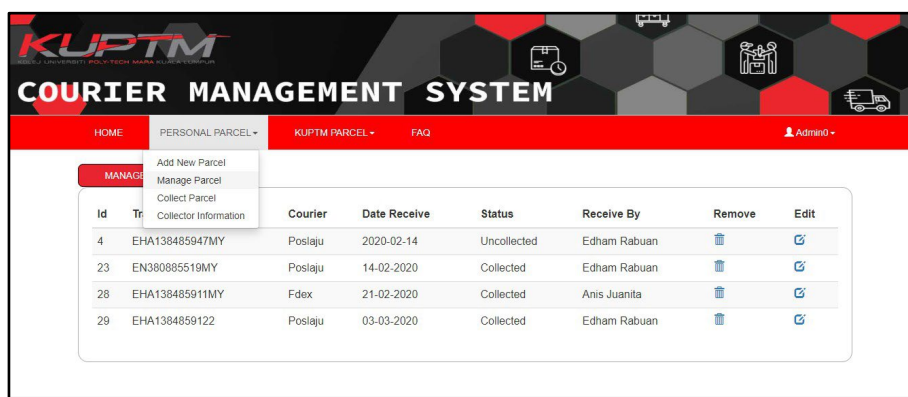 KUPTM
KOLEJ UNIVERSITI POLY-TECH MARA KUALA LUMPUR
COURIER MANAGEMENT SYSTEM
HOME PERSONAL PARCEL KUPTM PARCEL FAQ Admin0
Add New Parcel
Manage Parcel
Collect Parcel
Collector Information
Id Courier Date Receive Status Receive By Remove Edit
4 EHA138485947MY Poslaju 2020-02-14 Uncollected Edham Rabuan
23 EN380885519MY Poslaju 14-02-2020 Collected Edham Rabuan
28 EHA138485911MY Fdex 21-02-2020 Collected Anis Juanita
29 EHA1384859122 Poslaju 03-03-2020 Collected Edham Rabuan